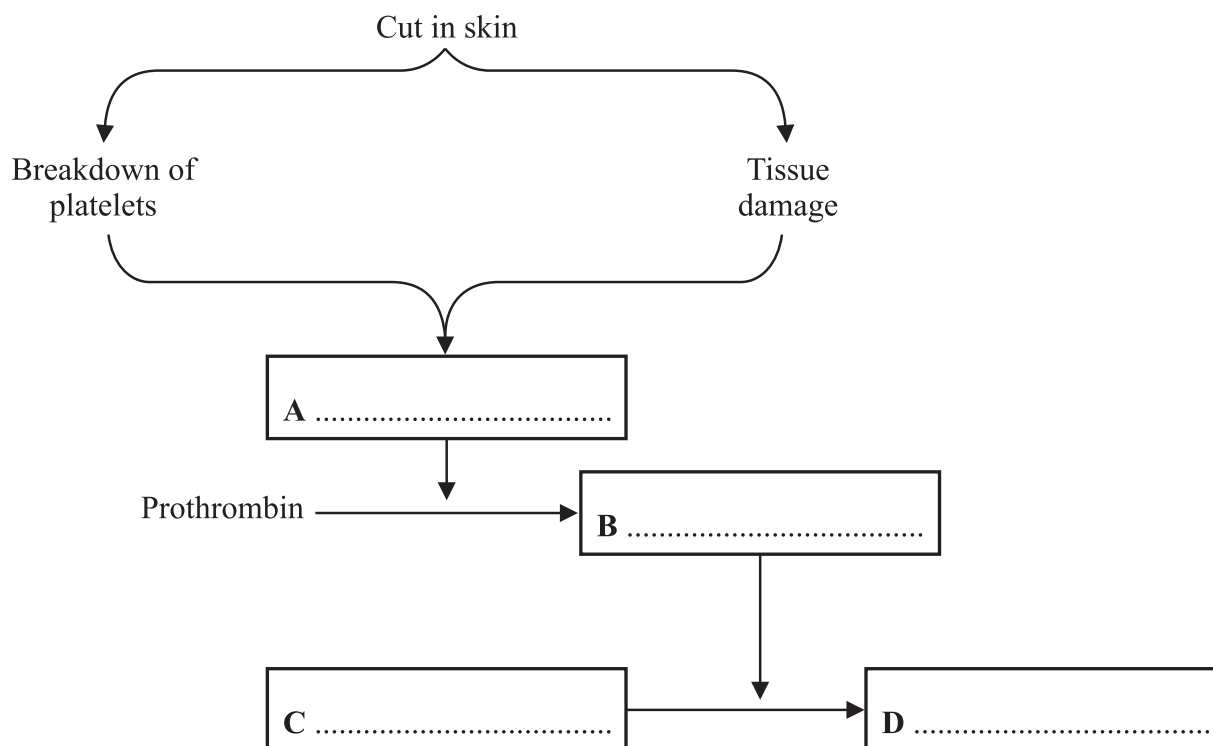 Cut in skin
Breakdown of
platelets
Tissue
damage
A .....................................
Prothrombin
B .....................................
C .....................................
D .....................................